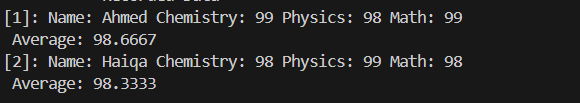 [1]: Name: Ahmed Chemistry: 99 Physics: 98 Math: 99
Average: 98.6667
[2]: Name: Haiqa Chemistry: 98 Physics: 99 Math: 98
Average: 98.3333